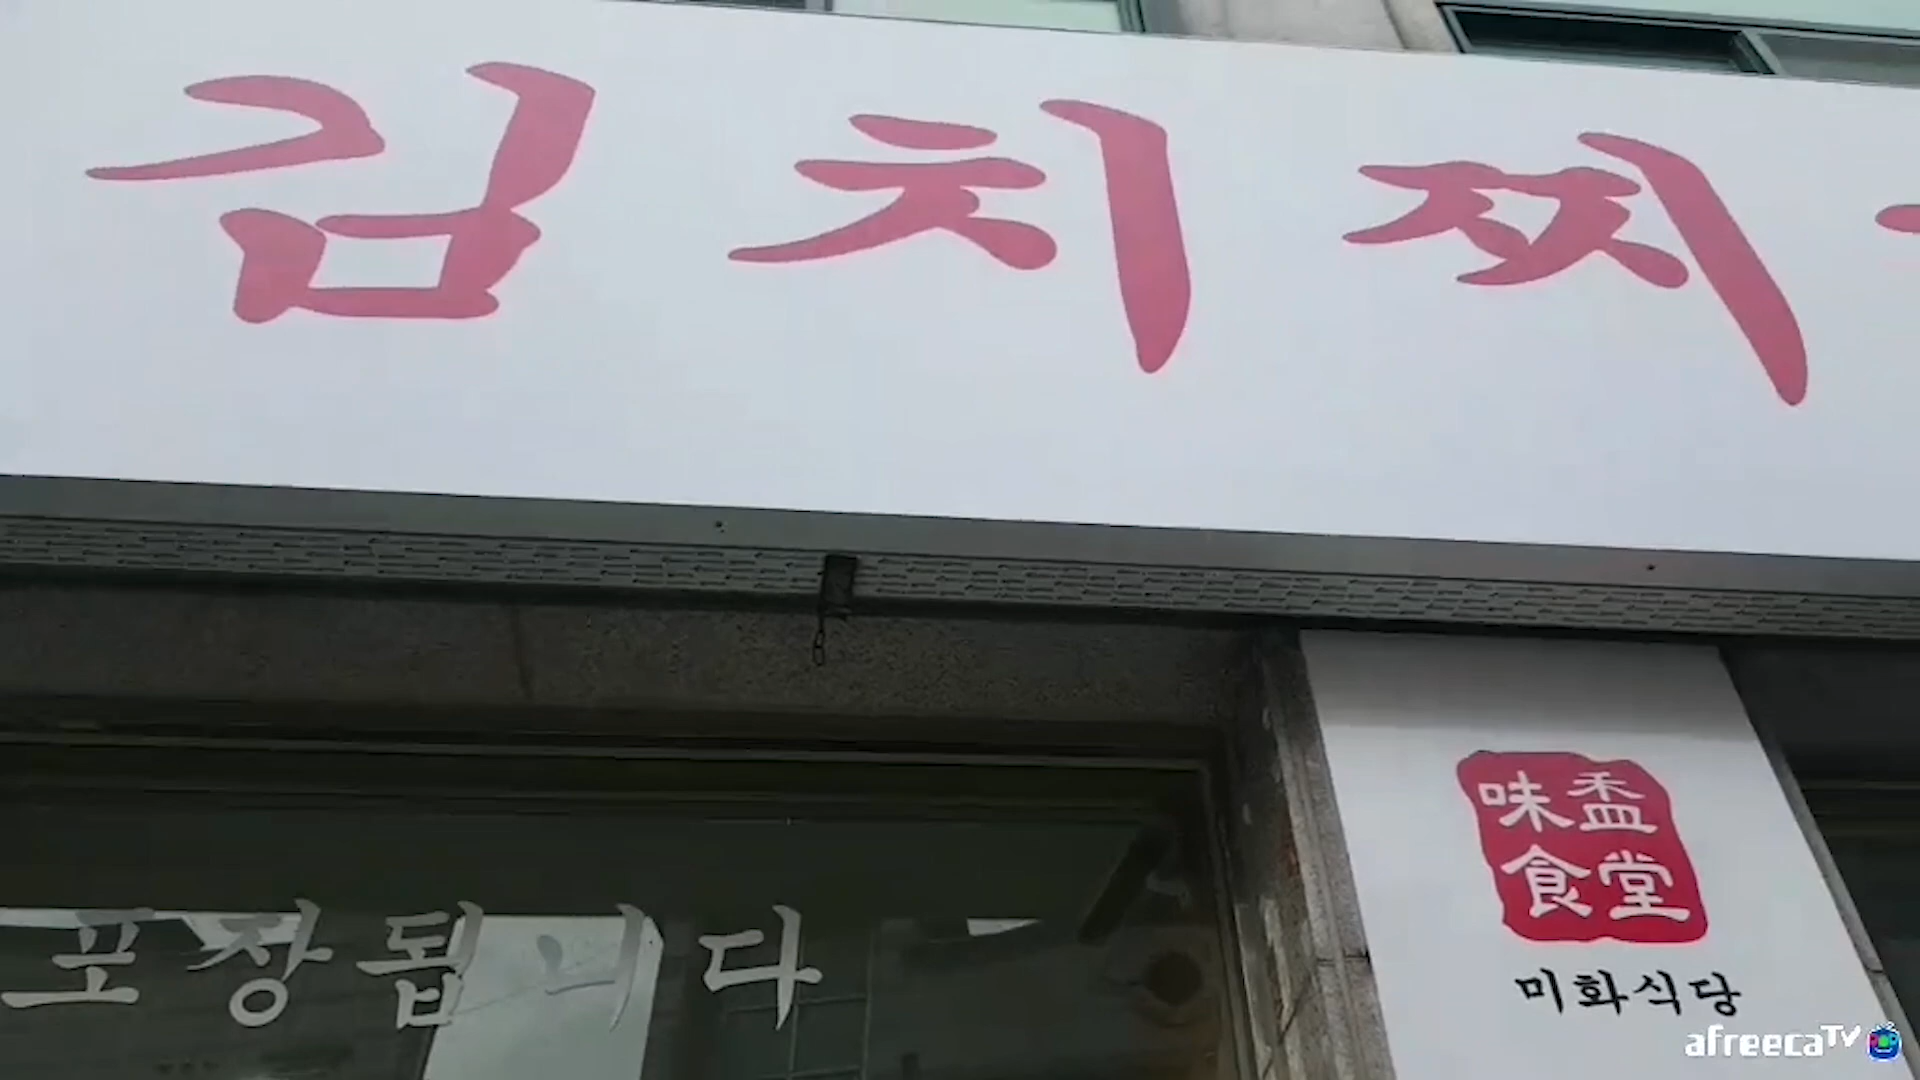 김치찌
포장됩니다
味盉
食堂
미화식당
afreecaTV